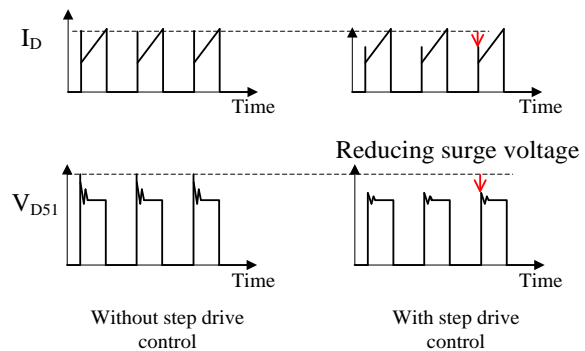 I_D
Time
Time
Reducing surge voltage
V_D51
Time
Time
Without step drive
control
With step drive
control